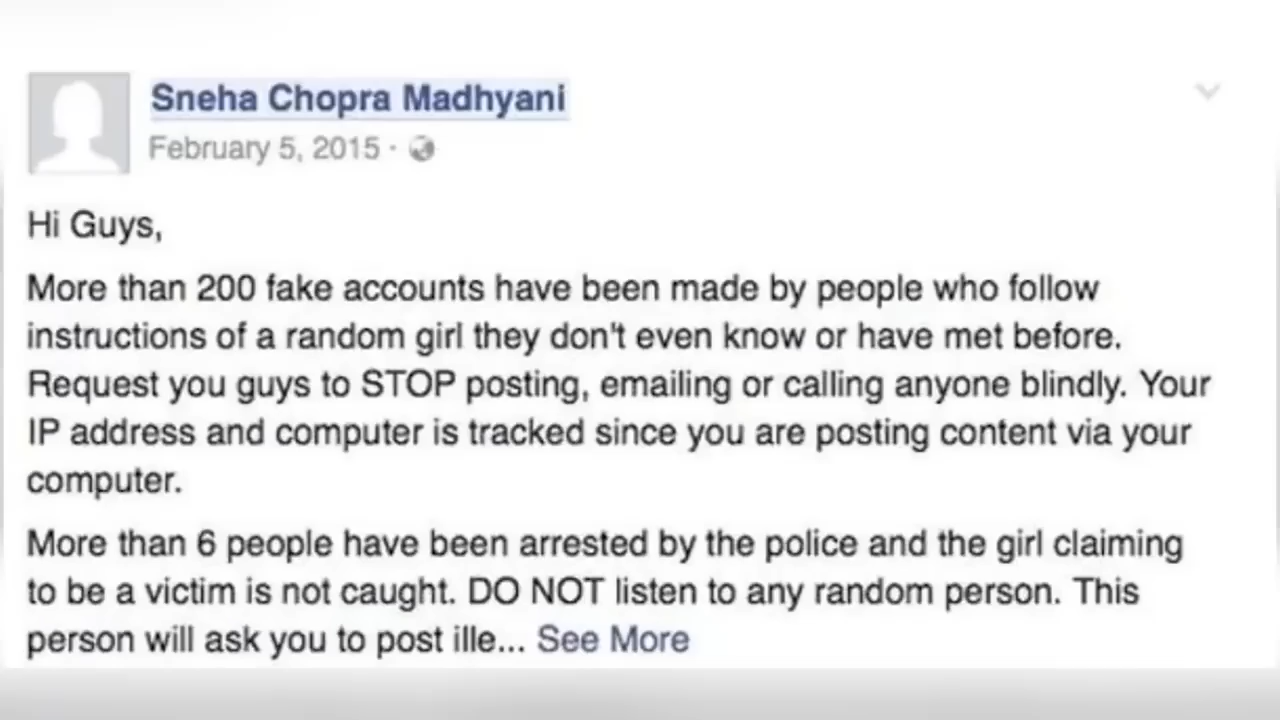 Sneha Chopra Madhyani
February 5, 2015 ·
Hi Guys,
More than 200 fake accounts have been made by people who follow
instructions of a random girl they don't even know or have met before.
Request you guys to STOP posting, emailing or calling anyone blindly. Your
IP address and computer is tracked since you are posting content via your
computer.
More than 6 people have been arrested by the police and the girl claiming
to be a victim is not caught. DO NOT listen to any random person. This
person will ask you to post ille... See More